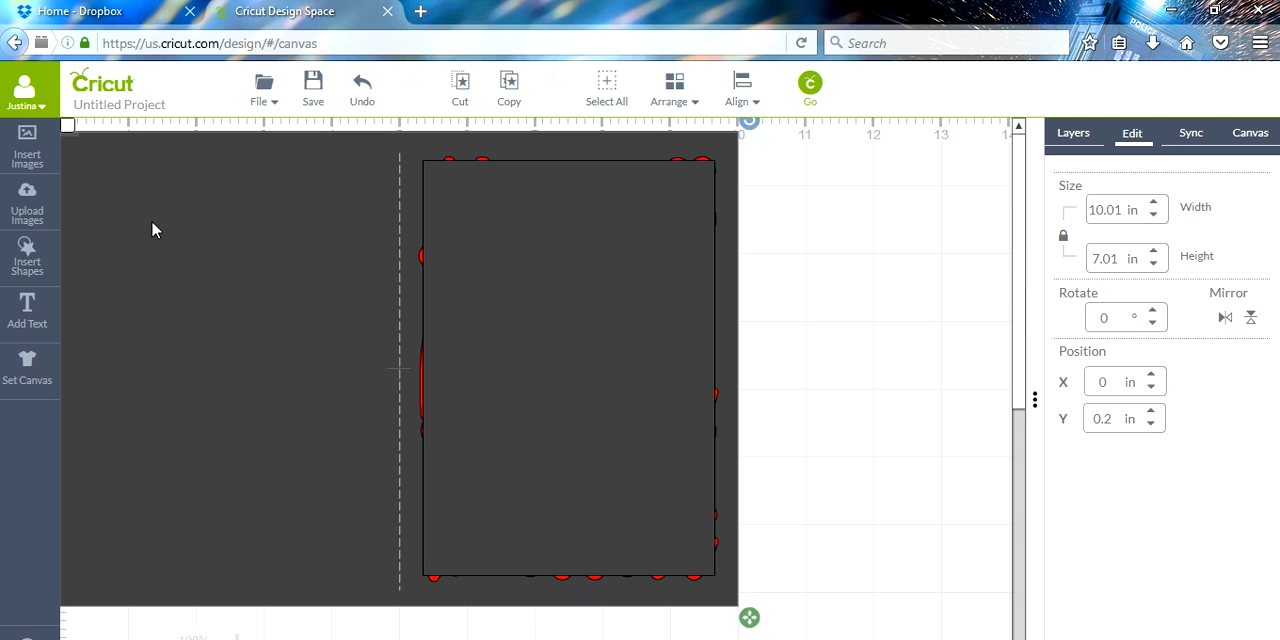 Home - Dropbox
Cricut Design Space
https://us.cricut.com/design/#/canvas
Search
POLICE
Justina
Cricut
Untitled Project
File
Save
Undo
Cut
Copy
Select All
Arrange
Align
Go
Insert
Images
Upload
Images
Insert
Shapes
Add Text
Set Canvas
0
11
12
13
100%
Layers
Edit
Sync
Canvas
Size
10.01 in
Width
7.01 in
Height
Rotate
Mirror
0 °
Position
X
0 in
Y
0.2 in